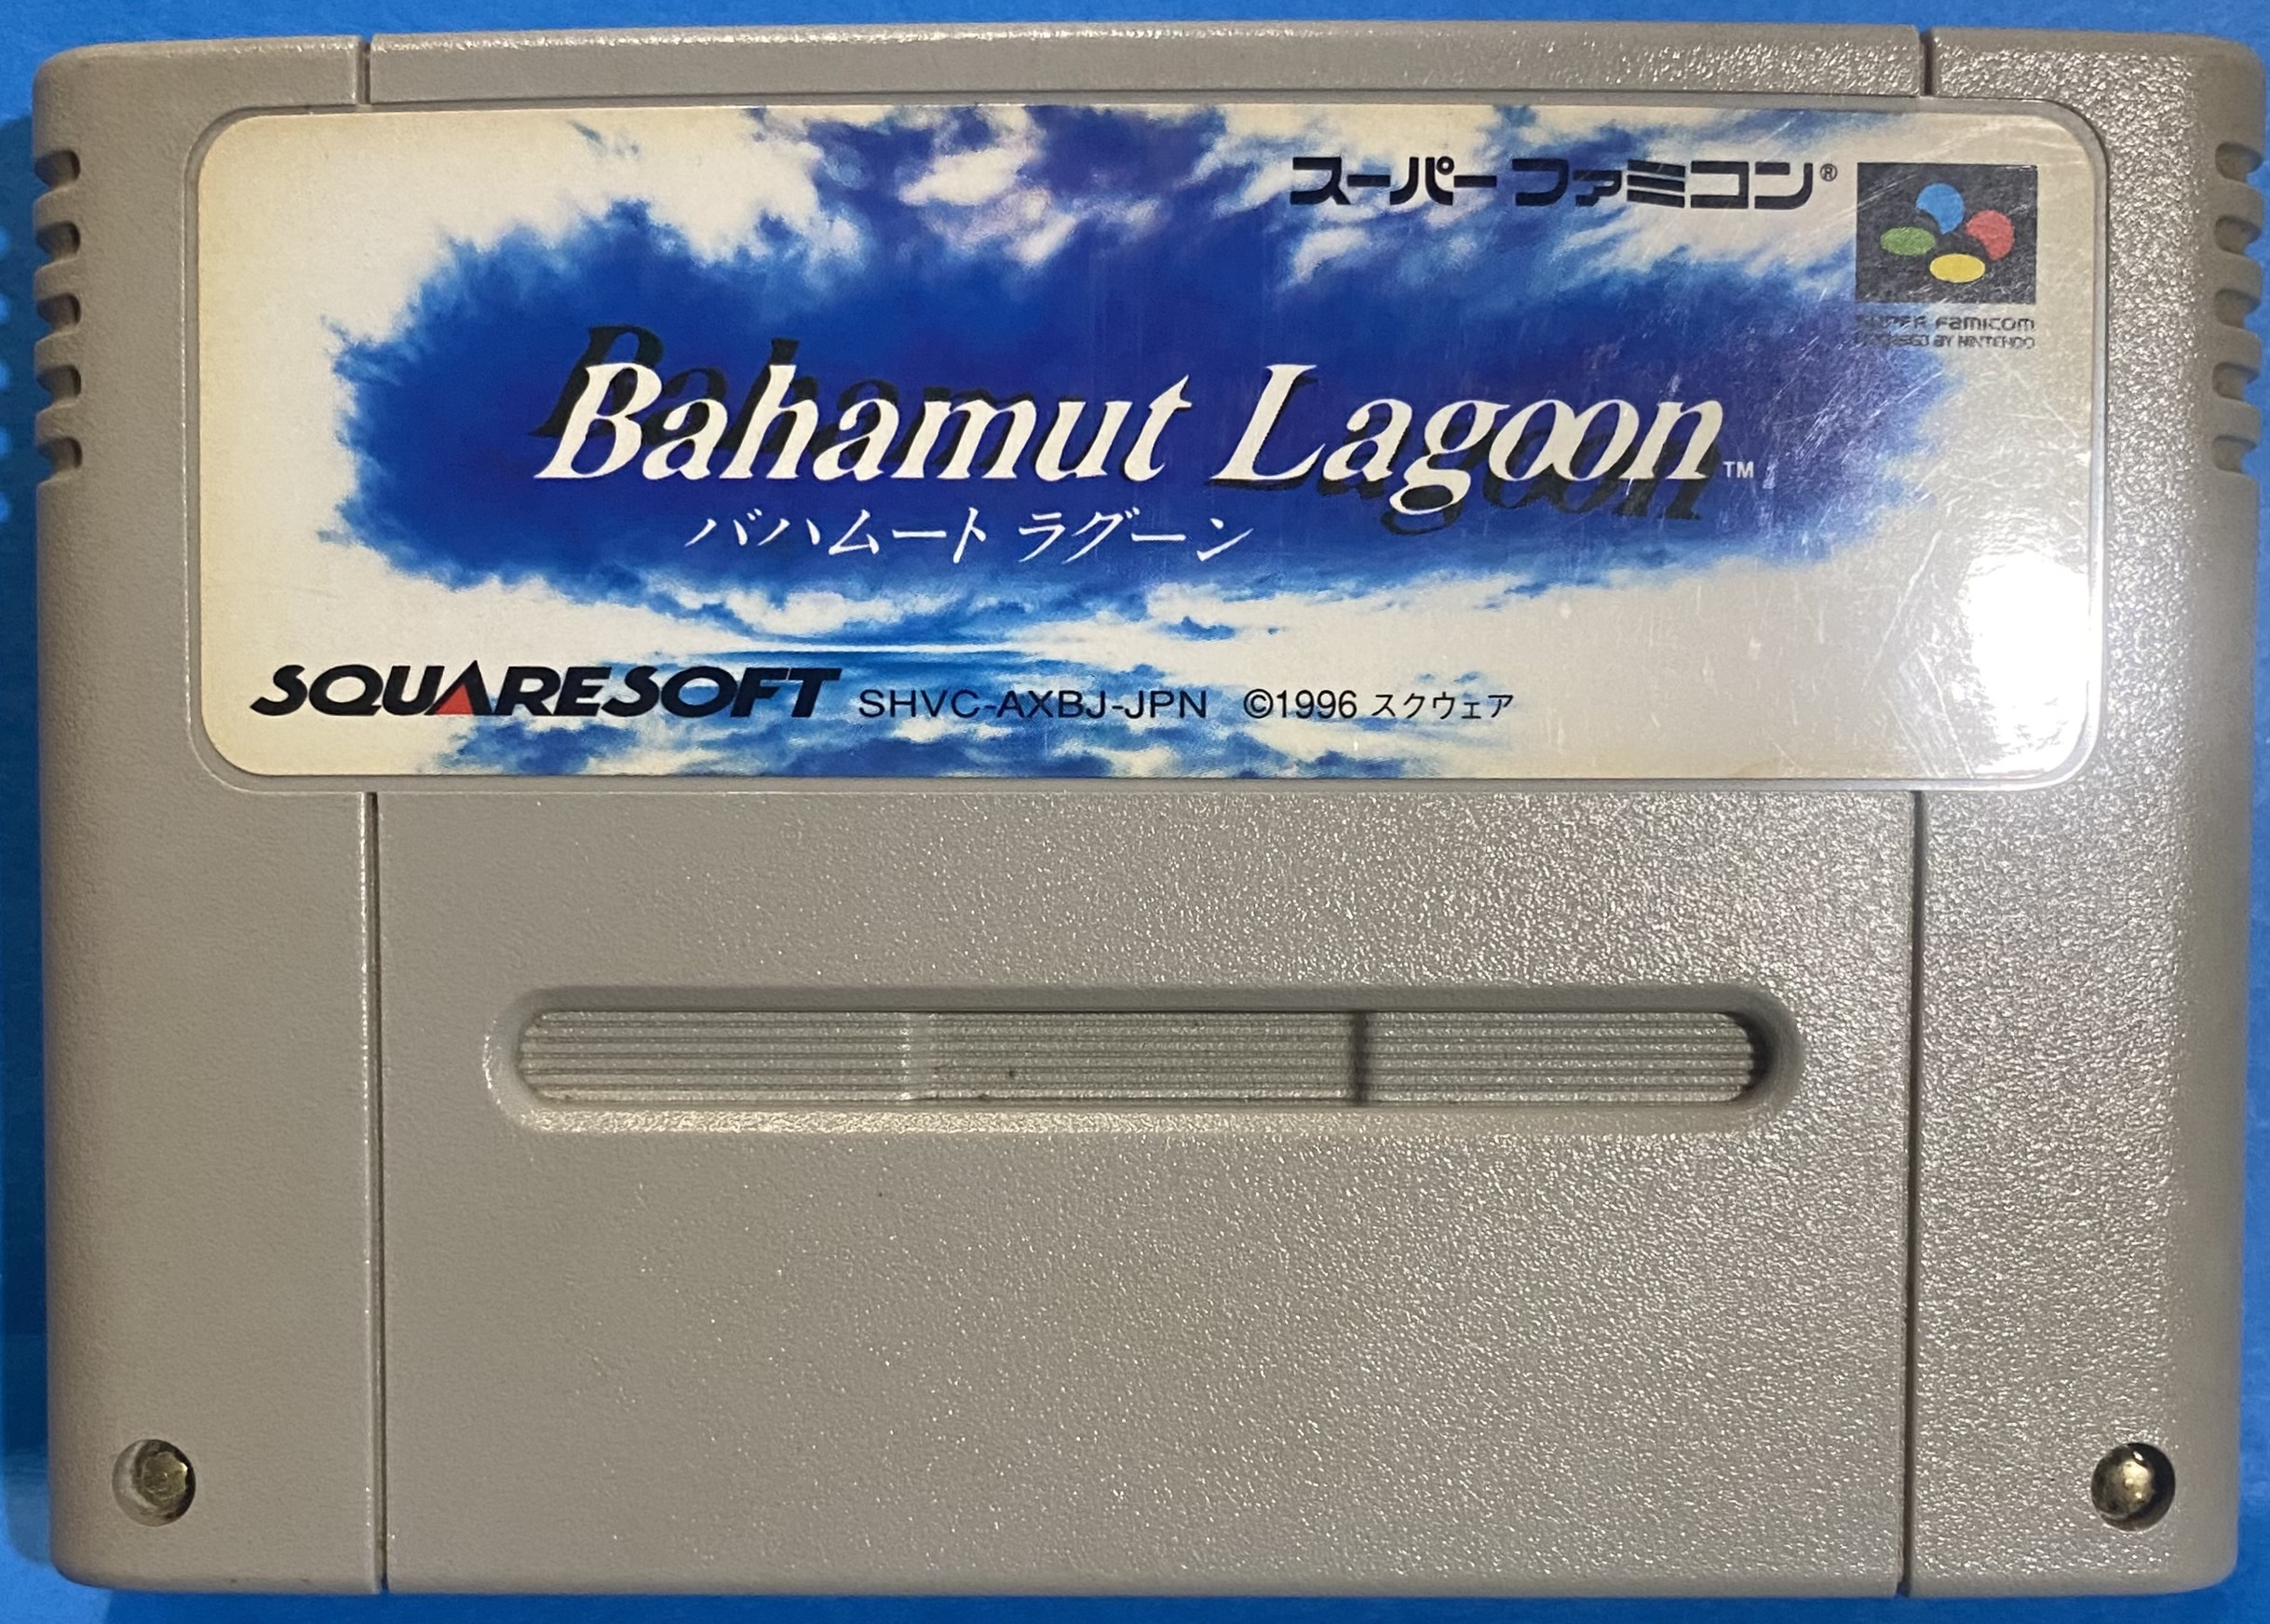 スーパーファミコン®
SUPER FAMICOM
POWERED BY NINTENDO
Bahamut Lagoon™
バハムート ラグーン
SQUARESOFT SHVC-AXBJ-JPN ©1996 スクウェア